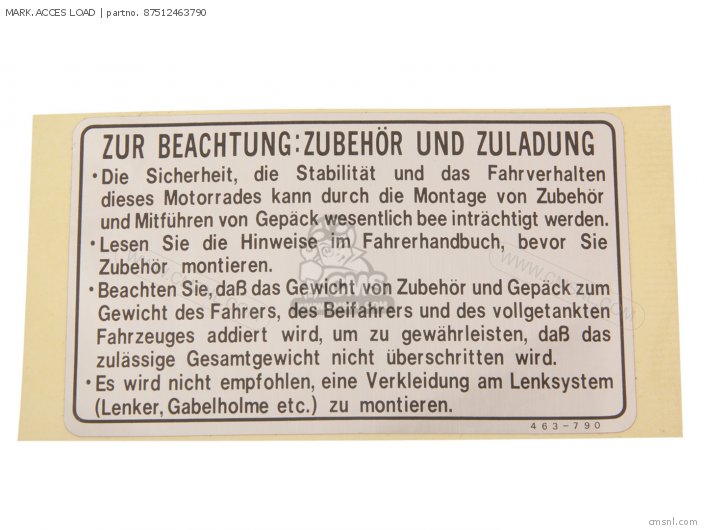 MARK.ACCES LOAD | partno. 87512463790
ZUR BEACHTUNG:ZUBEHÖR UND ZULADUNG
•Die Sicherheit, die Stabilität und das Fahrverhalten
dieses Motorrades kann durch die Montage von Zubehör
und Mitführen von Gepäck wesentlich bee inträchtigt werden.
•Lesen Sie die Hinweise im Fahrerhandbuch, bevor Sie
Zubehör montieren.
•Beachten Sie, daß das Gewicht von Zubehör und Gepäck zum
Gewicht des Fahrers, des Beifahrers und des vollgetankten
Fahrzeuges addiert wird, um zu gewährleisten, daß das
zulässige Gesamtgewicht nicht überschritten wird.
•Es wird nicht empfohlen, eine Verkleidung am Lenksystem
(Lenker, Gabelholme etc.) zu montieren.
463-790
cmsnl.com